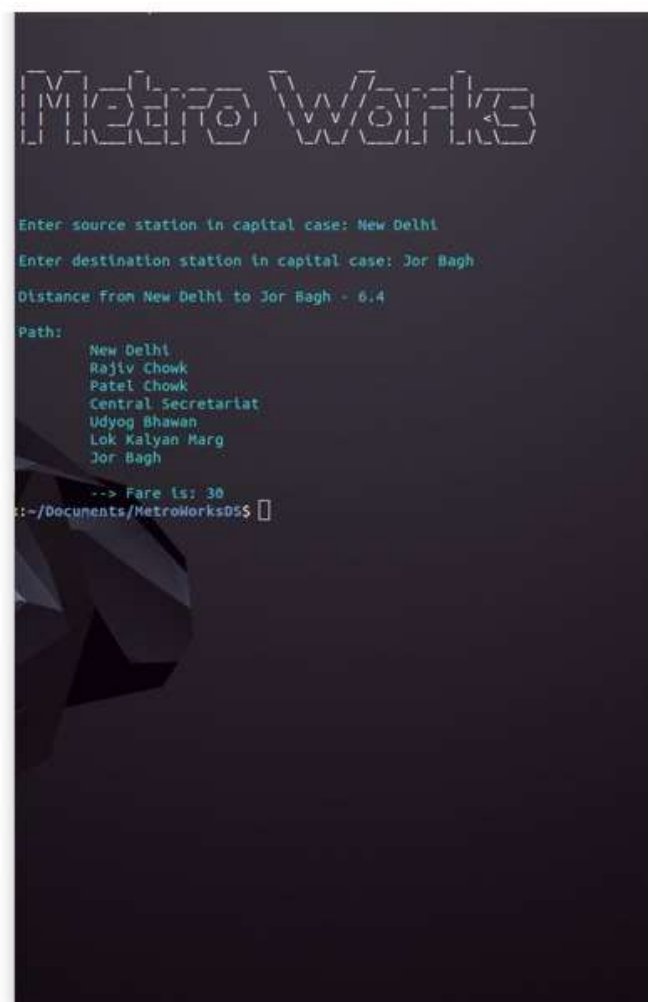 Metro Works
Enter source station in capital case: New Delhi
Enter destination station in capital case: Jor Bagh
Distance from New Delhi to Jor Bagh - 6.4
Path:
New Delhi
Rajiv Chowk
Patel Chowk
Central Secretariat
Udyog Bhawan
Lok Kalyan Marg
Jor Bagh
--> Fare is: 30
:~/Documents/MetroWorksDS$